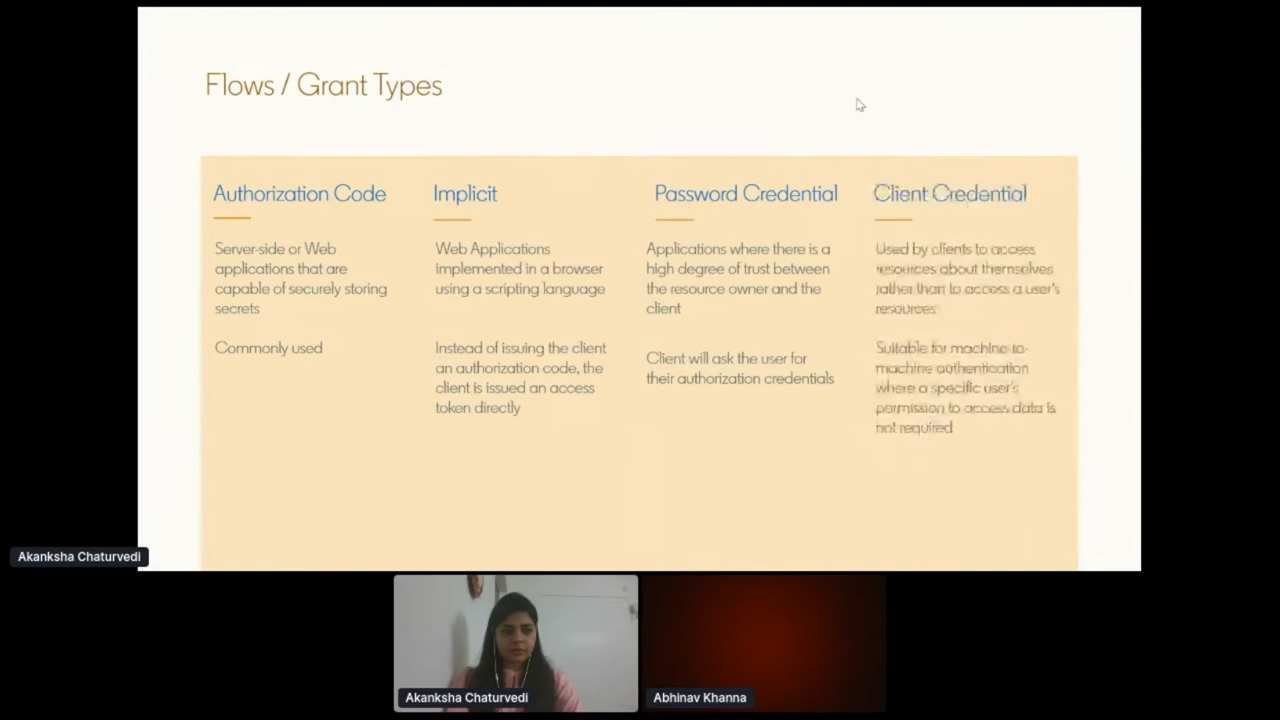 Flows / Grant Types
Authorization Code
Server-side or Web
applications that are
capable of securely storing
secrets
Commonly used
Implicit
Web Applications
implemented in a browser
using a scripting language
Instead of issuing the client
an authorization code, the
client is issued an access
token directly
Password Credential
Applications where there is a
high degree of trust between
the resource owner and the
client
Client will ask the user for
their authorization credentials
Client Credential
Used by clients to access
resources about themselves
rather than to access a user's
resources
Suitable for machine-to-
machine authentication
where a specific user's
permission to access data is
not required
Akanksha Chaturvedi
Akanksha Chaturvedi
Abhinav Khanna